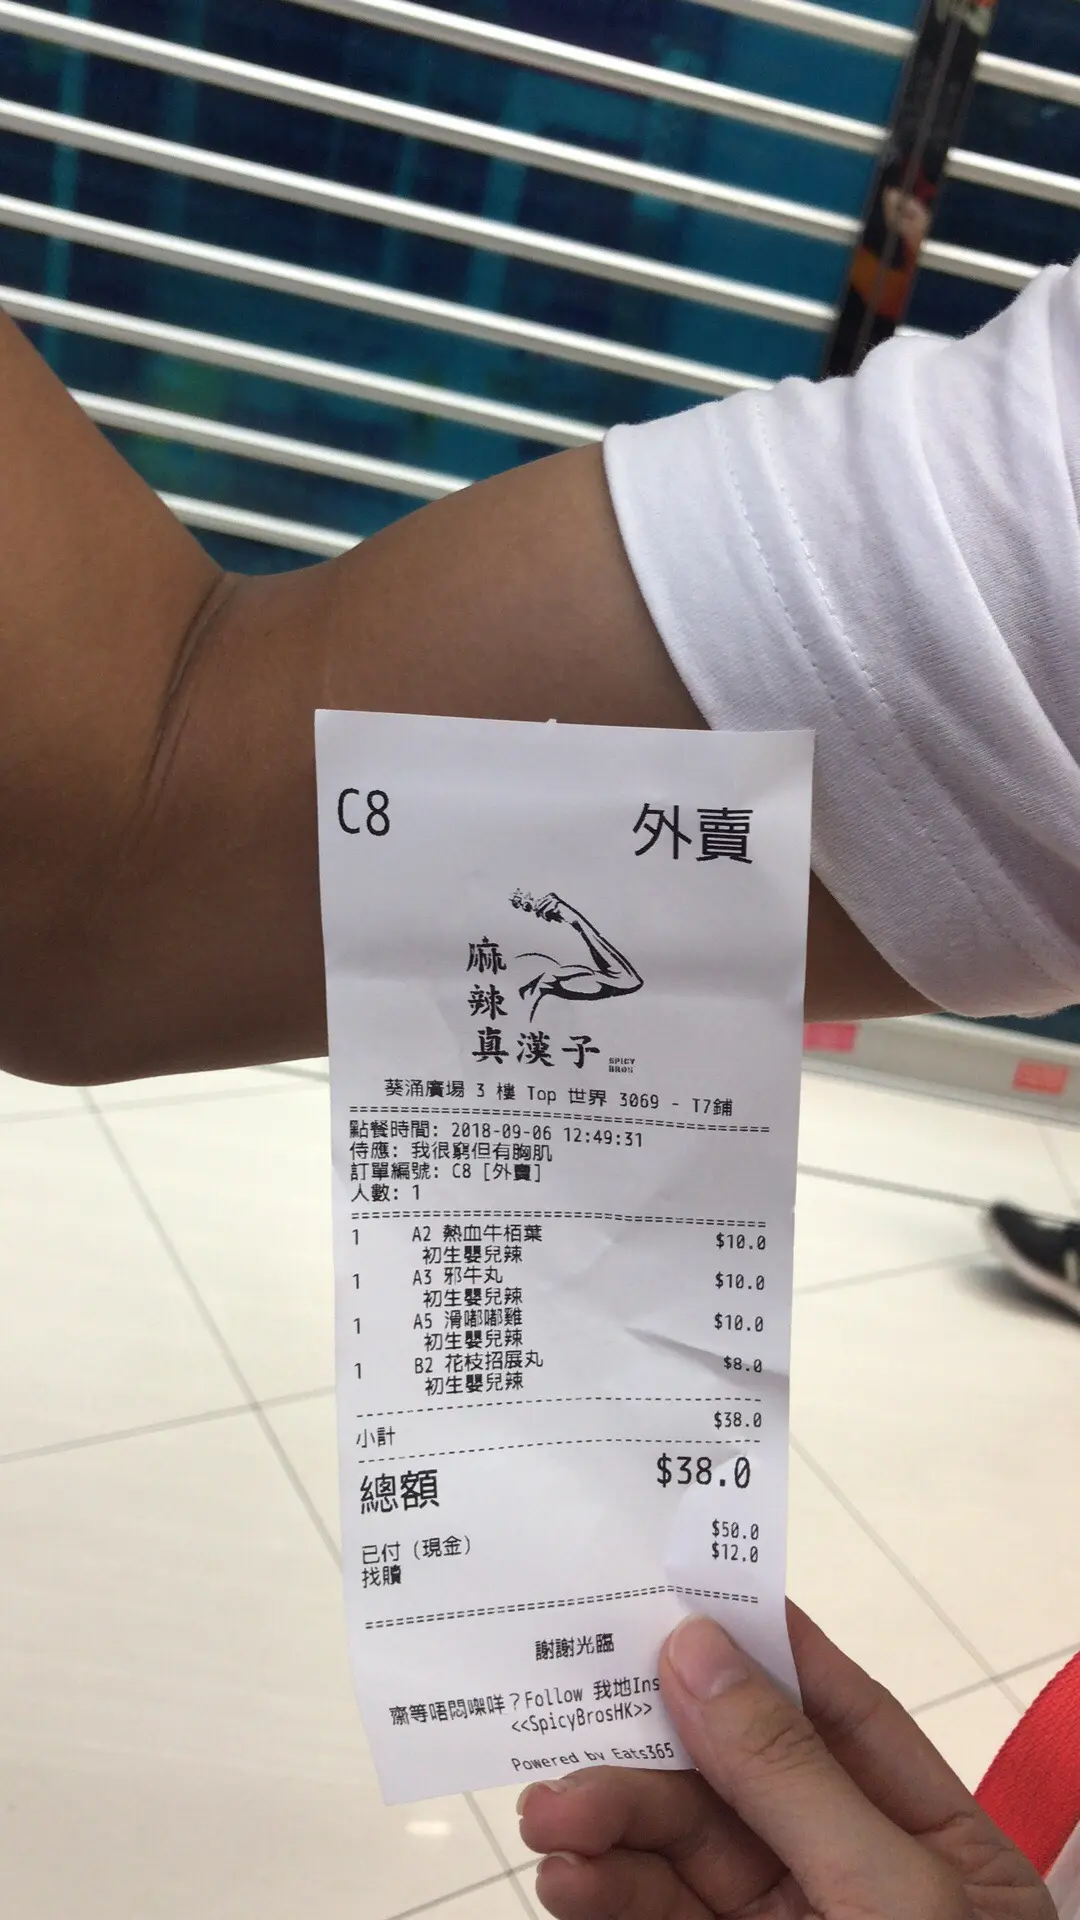 C8
外賣
麻
辣
真漢子
SPICY
BROS
葵涌廣場 3 樓 Top 世界 3069 - T7鋪
點餐時間: 2018-09-06 12:49:31
侍應: 我很窮但有胸肌
訂單編號: C8 [外賣]
人數: 1
1 A2 熱血牛栢葉 $10.0
初生嬰兒辣
1 A3 邪牛丸 $10.0
初生嬰兒辣
1 A5 滑嘟嘟雞 $10.0
初生嬰兒辣
1 B2 花枝招展丸 $8.0
初生嬰兒辣
小計 $38.0
總額 $38.0
已付 (現金) $50.0
找贖 $12.0
謝謝光臨
齋等唔悶㗎咩？Follow 我地Ins
<<SpicyBrosHK>>
Powered by Eats365